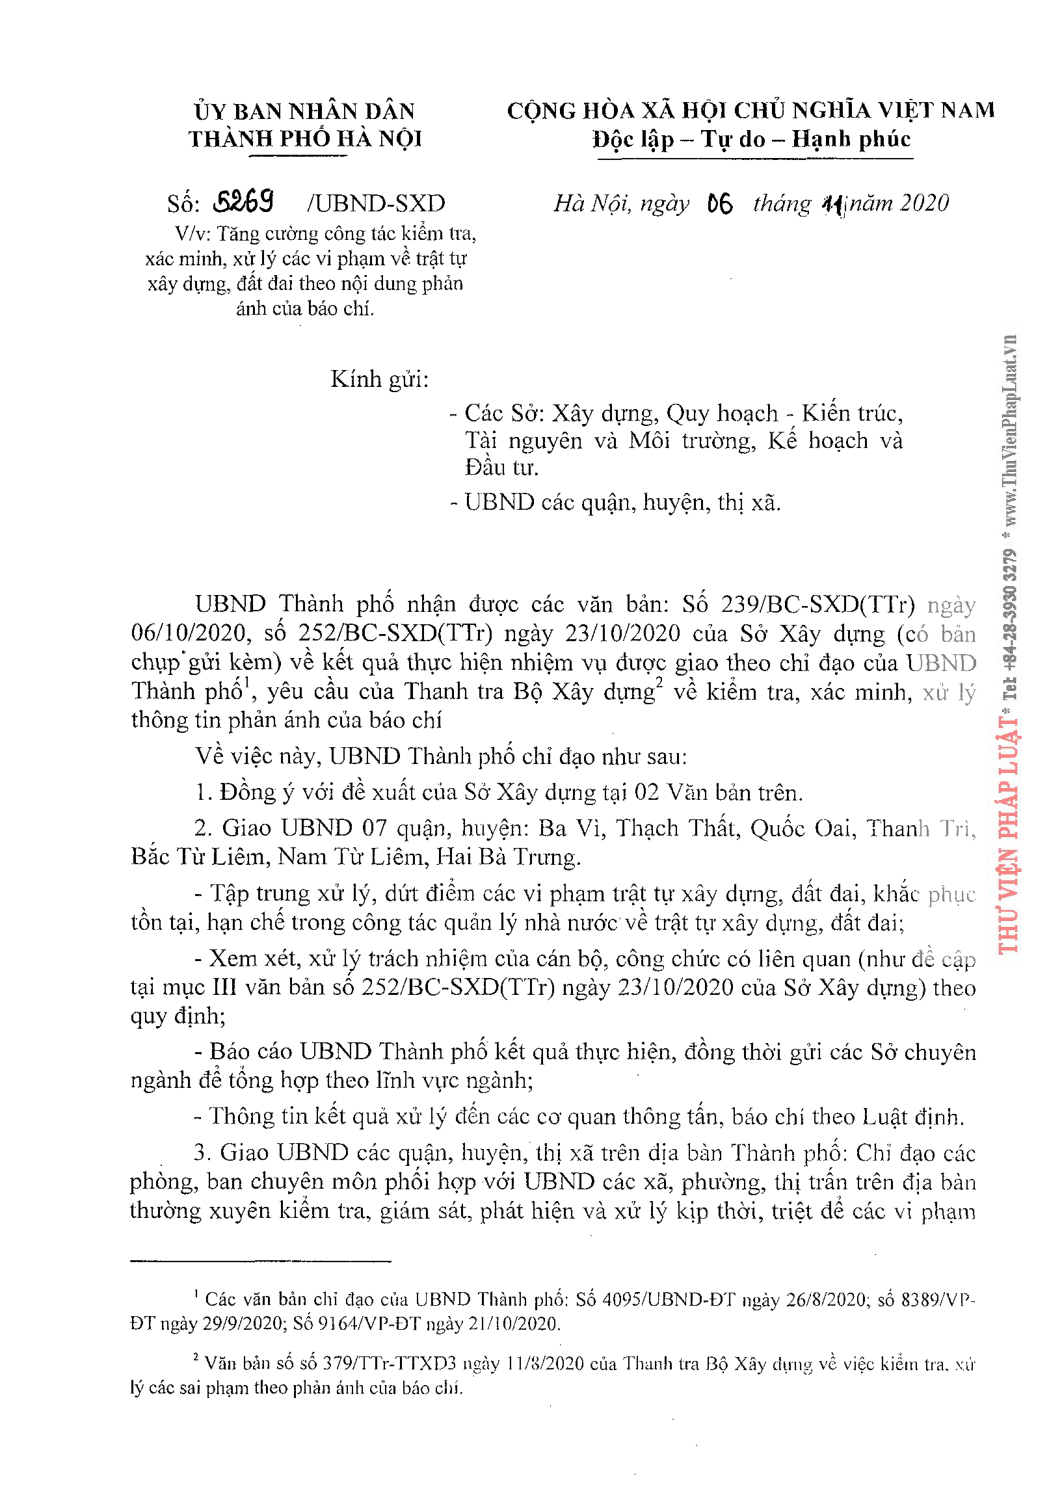 ỦY BAN NHÂN DÂN
THÀNH PHỐ HÀ NỘI
CỘNG HÒA XÃ HỘI CHỦ NGHĨA VIỆT NAM
Độc lập – Tự do – Hạnh phúc
Số: 5269 /UBND-SXD
Hà Nội, ngày 06 tháng 11 năm 2020
V/v: Tăng cường công tác kiểm tra,
xác minh, xử lý các vi phạm về trật tự
xây dựng, đất đai theo nội dung phản
ánh của báo chí.
Kính gửi:
- Các Sở: Xây dựng, Quy hoạch - Kiến trúc,
Tài nguyên và Môi trường, Kế hoạch và
Đầu tư.
- UBND các quận, huyện, thị xã.
UBND Thành phố nhận được các văn bản: Số 239/BC-SXD(TTr) ngày
06/10/2020, số 252/BC-SXD(TTr) ngày 23/10/2020 của Sở Xây dựng (có bản
chụp gửi kèm) về kết quả thực hiện nhiệm vụ được giao theo chỉ đạo của UBND
Thành phố¹, yêu cầu của Thanh tra Bộ Xây dựng² về kiểm tra, xác minh, xử lý
thông tin phản ánh của báo chí
Về việc này, UBND Thành phố chỉ đạo như sau:
1. Đồng ý với đề xuất của Sở Xây dựng tại 02 Văn bản trên.
2. Giao UBND 07 quận, huyện: Ba Vì, Thạch Thất, Quốc Oai, Thanh Trì,
Bắc Từ Liêm, Nam Từ Liêm, Hai Bà Trưng.
- Tập trung xử lý, dứt điểm các vi phạm trật tự xây dựng, đất đai, khắc phục
tồn tại, hạn chế trong công tác quản lý nhà nước về trật tự xây dựng, đất đai;
- Xem xét, xử lý trách nhiệm của cán bộ, công chức có liên quan (như đề cập
tại mục III văn bản số 252/BC-SXD(TTr) ngày 23/10/2020 của Sở Xây dựng) theo
quy định;
- Báo cáo UBND Thành phố kết quả thực hiện, đồng thời gửi các Sở chuyên
ngành để tổng hợp theo lĩnh vực ngành;
- Thông tin kết quả xử lý đến các cơ quan thông tấn, báo chí theo Luật định.
3. Giao UBND các quận, huyện, thị xã trên địa bàn Thành phố: Chỉ đạo các
phòng, ban chuyên môn phối hợp với UBND các xã, phường, thị trấn trên địa bàn
thường xuyên kiểm tra, giám sát, phát hiện và xử lý kịp thời, triệt để các vi phạm
¹ Các văn bản chỉ đạo của UBND Thành phố: Số 4095/UBND-ĐT ngày 26/8/2020; số 8389/VP-
ĐT ngày 29/9/2020; Số 9164/VP-ĐT ngày 21/10/2020.
² Văn bản số số 379/TTr-TTXD3 ngày 11/8/2020 của Thanh tra Bộ Xây dựng về việc kiểm tra, xử
lý các sai phạm theo phản ánh của báo chí.
THƯ VIỆN PHÁP LUẬT * Tel: +84-28-3930 3279 * www.ThuVienPhapLuat.vn